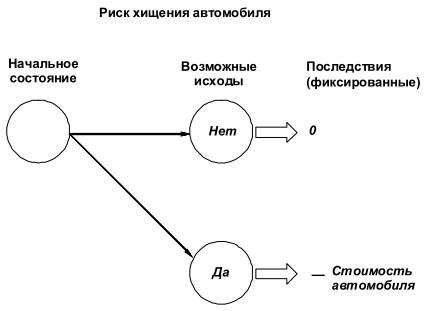 Риск хищения автомобиля
Начальное
состояние
Возможные
исходы
Последствия
(фиксированные)
Нет
0
Да
— Стоимость
автомобиля